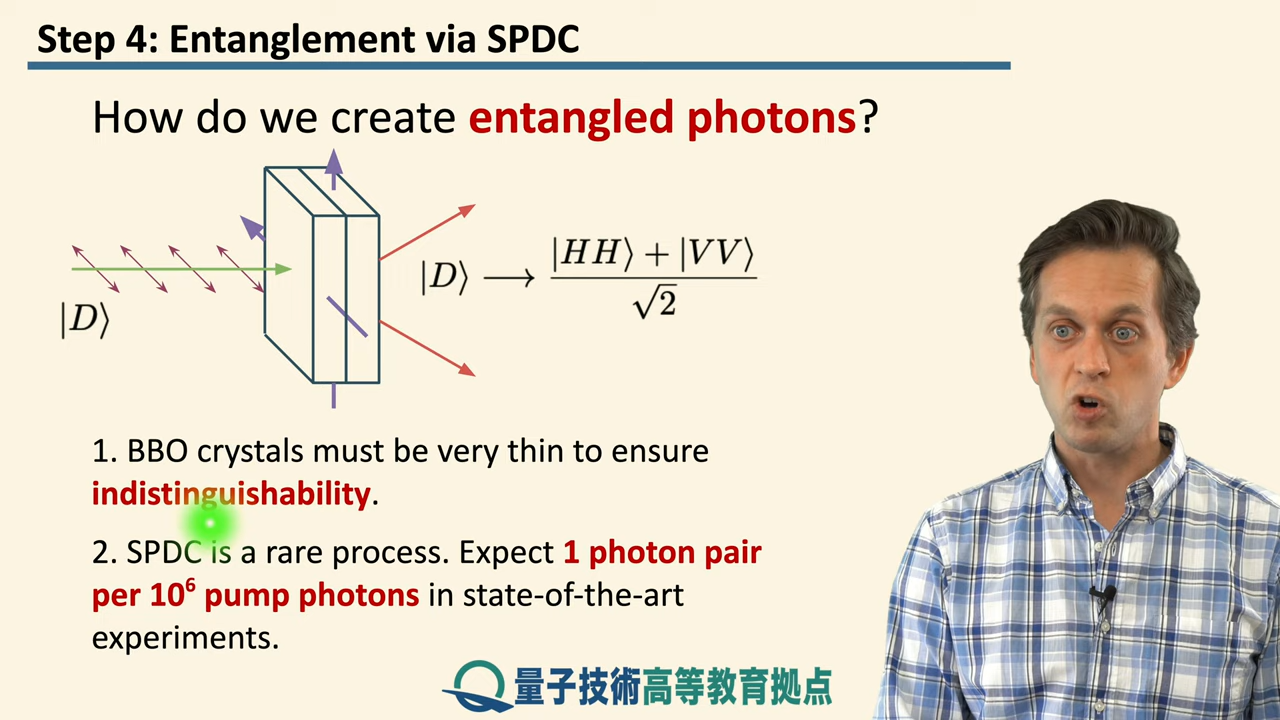 Step 4: Entanglement via SPDC
How do we create entangled photons?
|D⟩
|D⟩ ⟶ |HH⟩ + |VV⟩ / √2
1. BBO crystals must be very thin to ensure
indistinguishability.
2. SPDC is a rare process. Expect 1 photon pair
per 10⁶ pump photons in state-of-the-art
experiments.
量子技術高等教育拠点